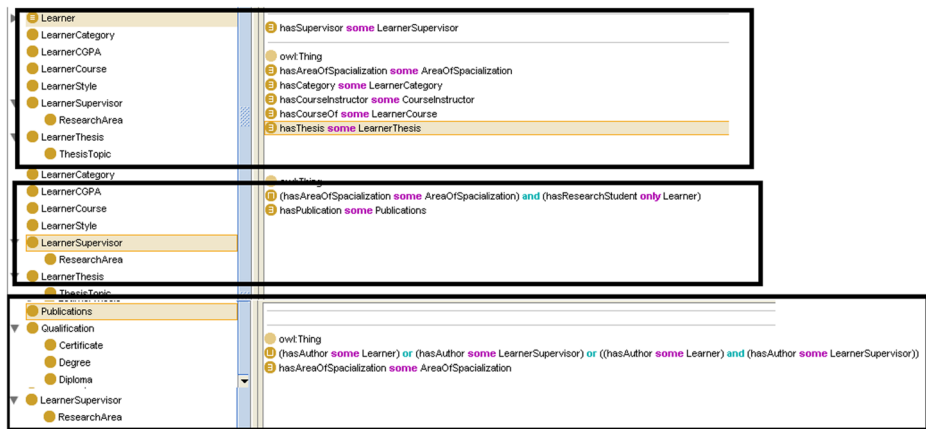 Learner
LearnerCategory
LearnerCGPA
LearnerCourse
LearnerStyle
LearnerSupervisor
ResearchArea
LearnerThesis
ThesisTopic
hasSupervisor some LearnerSupervisor
owl:Thing
hasAreaOfSpacialization some AreaOfSpacialization
hasCategory some LearnerCategory
hasCourseInstructor some CourseInstructor
hasCourseOf some LearnerCourse
hasThesis some LearnerThesis
LearnerCategory
LearnerCGPA
LearnerCourse
LearnerStyle
LearnerSupervisor
ResearchArea
LearnerThesis
ThesisTopic
owl:Thing
(hasAreaOfSpacialization some AreaOfSpacialization) and (hasResearchStudent only Learner)
hasPublication some Publications
Publications
Qualification
Certificate
Degree
Diploma
LearnerSupervisor
ResearchArea
owl:Thing
(hasAuthor some Learner) or (hasAuthor some LearnerSupervisor) or ((hasAuthor some Learner) and (hasAuthor some LearnerSupervisor))
hasAreaOfSpacialization some AreaOfSpacialization